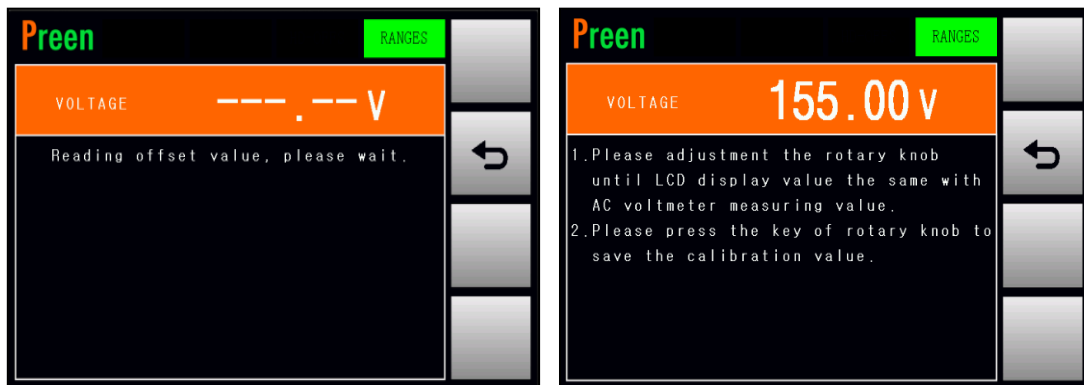 Preen
RANGES
VOLTAGE ---.-- V
Reading offset value, please wait.
Preen
RANGES
VOLTAGE 155.00 V
1.Please adjustment the rotary knob
until LCD display value the same with
AC voltmeter measuring value.
2.Please press the key of rotary knob to
save the calibration value.